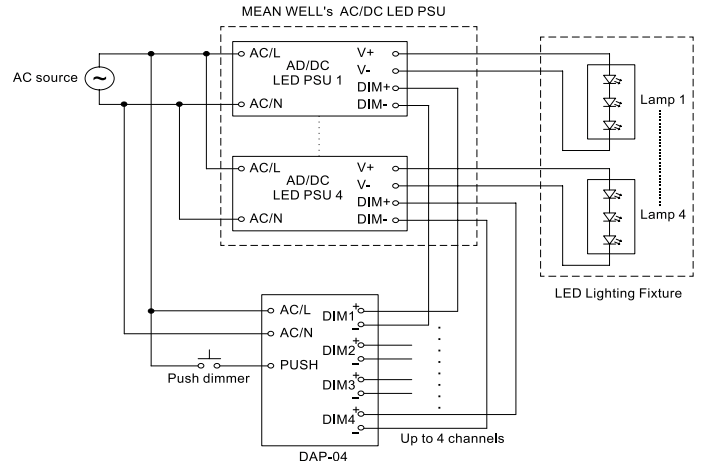 MEAN WELL's AC/DC LED PSU
AC source
~
AC/L
AD/DC
LED PSU 1
AC/N
V+
V-
DIM+
DIM-
AC/L
AD/DC
LED PSU 4
AC/N
V+
V-
DIM+
DIM-
Lamp 1
Lamp 4
LED Lighting Fixture
AC/L
AC/N
PUSH
Push dimmer
DIM1
+
-
DIM2
+
-
DIM3
+
-
DIM4
+
-
Up to 4 channels
DAP-04